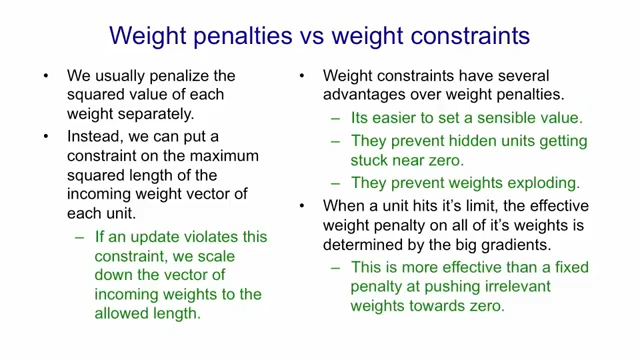 Weight penalties vs weight constraints
• We usually penalize the
squared value of each
weight separately.
• Instead, we can put a
constraint on the maximum
squared length of the
incoming weight vector of
each unit.
– If an update violates this
constraint, we scale
down the vector of
incoming weights to the
allowed length.
• Weight constraints have several
advantages over weight penalties.
– Its easier to set a sensible value.
– They prevent hidden units getting
stuck near zero.
– They prevent weights exploding.
• When a unit hits it's limit, the effective
weight penalty on all of it's weights is
determined by the big gradients.
– This is more effective than a fixed
penalty at pushing irrelevant
weights towards zero.